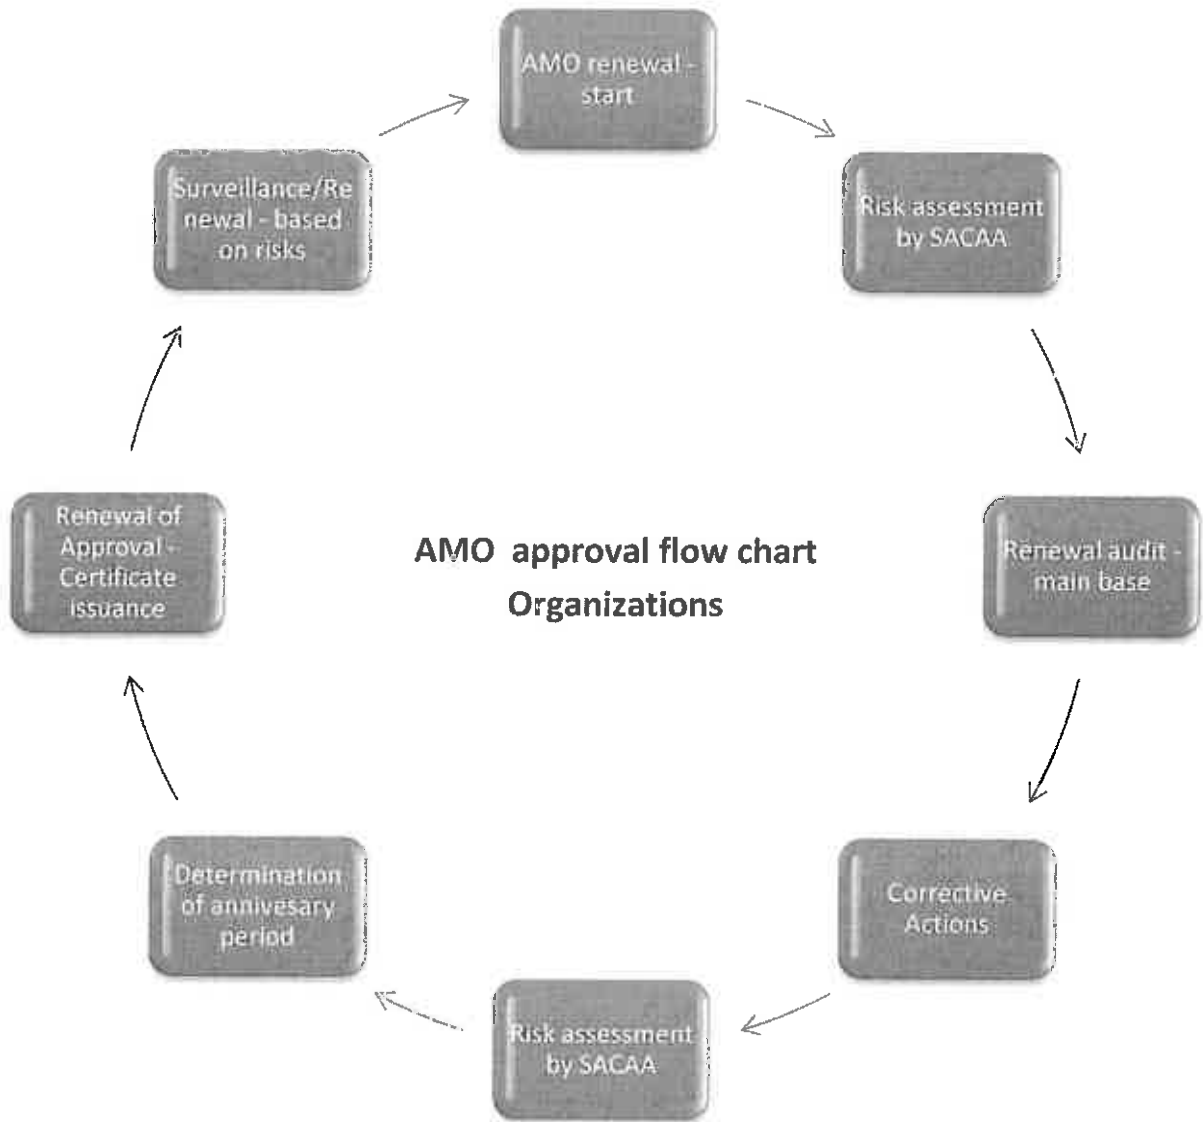 AMO renewal -
start
Risk assessment
by SACAA
Renewal audit -
main base
Corrective
Actions
Risk assessment
by SACAA
Determination
of annivesary
period
Renewal of
Approval -
Certificate
issuance
Surveillance/Re
newal - based
on risks
AMO approval flow chart
Organizations